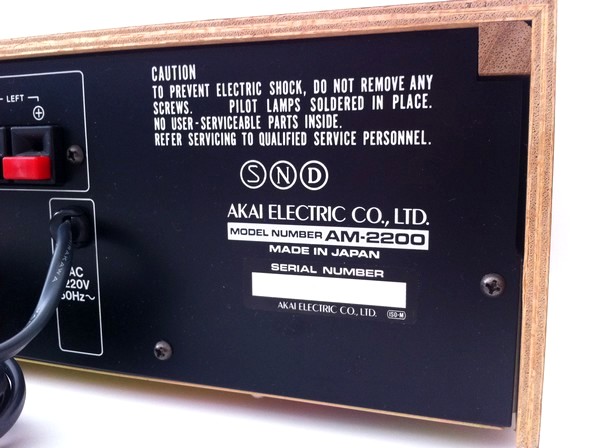 LEFT
+
CAUTION
TO PREVENT ELECTRIC SHOCK, DO NOT REMOVE ANY
SCREWS. PILOT LAMPS SOLDERED IN PLACE.
NO USER-SERVICEABLE PARTS INSIDE.
REFER SERVICING TO QUALIFIED SERVICE PERSONNEL.
S N D
AKAI ELECTRIC CO., LTD.
MODEL NUMBER AM-2200
MADE IN JAPAN
SERIAL NUMBER
AKAI ELECTRIC CO., LTD. ISO-M
KAWA
AC
220V
50Hz~